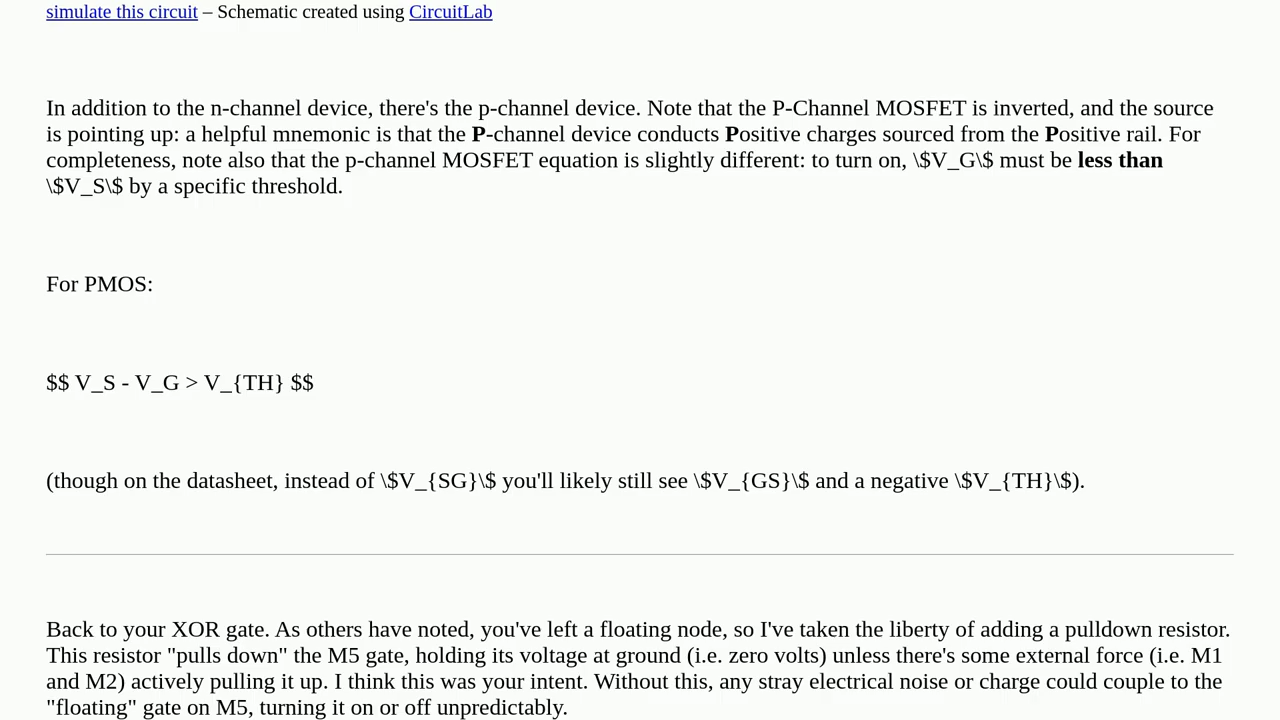 simulate this circuit – Schematic created using CircuitLab
In addition to the n-channel device, there's the p-channel device. Note that the P-Channel MOSFET is inverted, and the source
is pointing up: a helpful mnemonic is that the P-channel device conducts Positive charges sourced from the Positive rail. For
completeness, note also that the p-channel MOSFET equation is slightly different: to turn on, \$V_G\$ must be less than
\$V_S\$ by a specific threshold.
For PMOS:
$$ V_S - V_G > V_{TH} $$
(though on the datasheet, instead of \$V_{SG}\$ you'll likely still see \$V_{GS}\$ and a negative \$V_{TH}\$).
Back to your XOR gate. As others have noted, you've left a floating node, so I've taken the liberty of adding a pulldown resistor.
This resistor "pulls down" the M5 gate, holding its voltage at ground (i.e. zero volts) unless there's some external force (i.e. M1
and M2) actively pulling it up. I think this was your intent. Without this, any stray electrical noise or charge could couple to the
"floating" gate on M5, turning it on or off unpredictably.